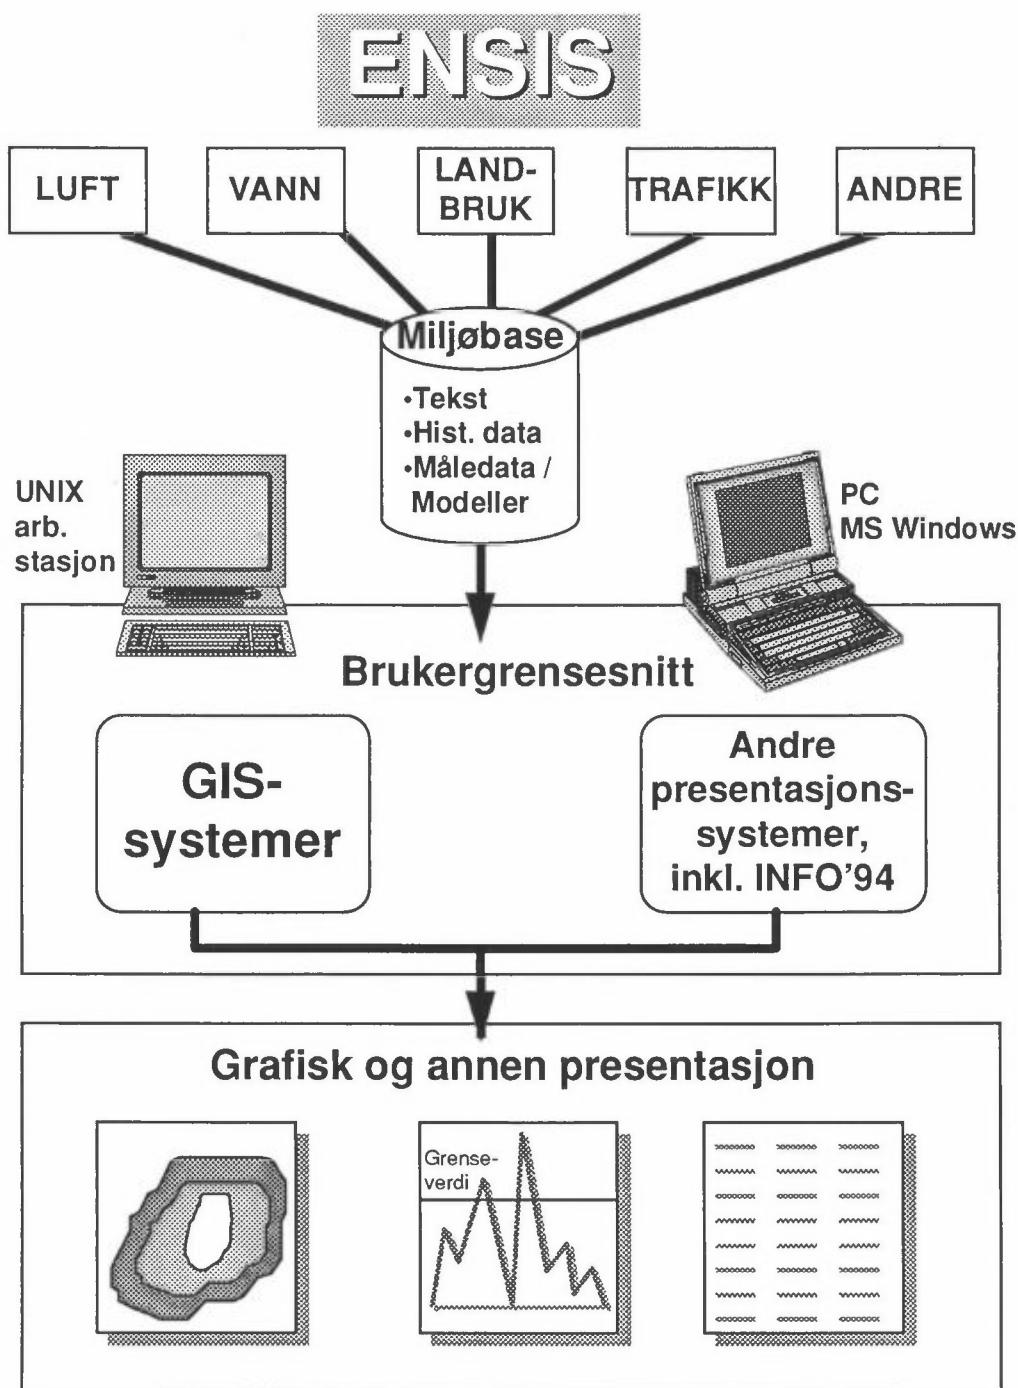 ENSIS
LUFT
VANN
LAND-
BRUK
TRAFIKK
ANDRE
Miljøbase
•Tekst
•Hist. data
•Måledata /
Modeller
UNIX
arb.
stasjon
PC
MS Windows
Brukergrensesnitt
GIS-
systemer
Andre
presentasjons-
systemer,
inkl. INFO’94
Grafisk og annen presentasjon
Grense-
verdi